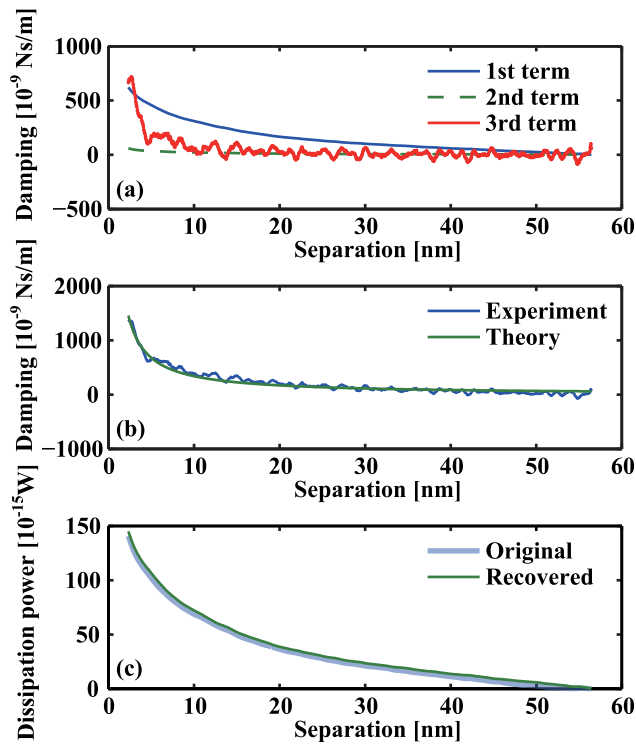 Damping [10⁻⁹ Ns/m]
1000
500
0
−500
1st term
2nd term
3rd term
(a)
0 10 20 30 40 50 60
Separation [nm]
Damping [10⁻⁹ Ns/m]
2000
1000
0
−1000
Experiment
Theory
(b)
0 10 20 30 40 50 60
Separation [nm]
Dissipation power [10⁻¹⁵W]
150
100
50
0
Original
Recovered
(c)
0 10 20 30 40 50 60
Separation [nm]